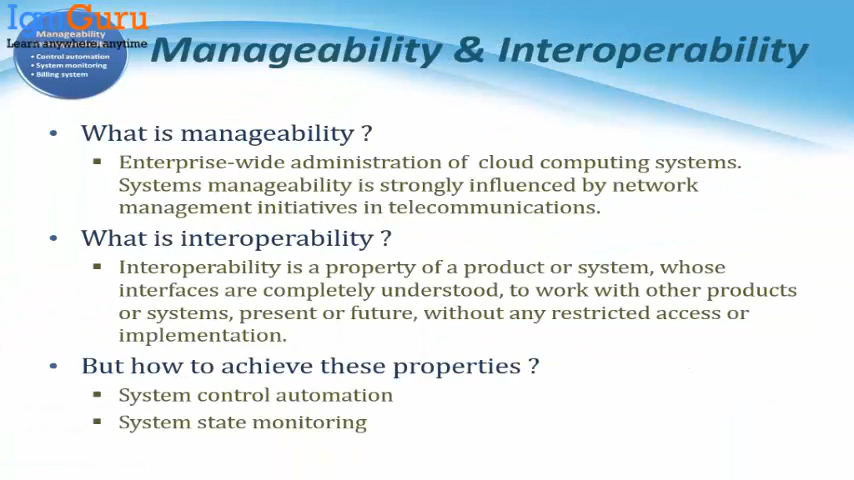 IgmGuru
Learn anywhere, anytime
Manageability
• Control automation
• System monitoring
• Billing system
Manageability & Interoperability
• What is manageability ?
▪ Enterprise-wide administration of cloud computing systems.
Systems manageability is strongly influenced by network
management initiatives in telecommunications.
• What is interoperability ?
▪ Interoperability is a property of a product or system, whose
interfaces are completely understood, to work with other products
or systems, present or future, without any restricted access or
implementation.
• But how to achieve these properties ?
▪ System control automation
▪ System state monitoring